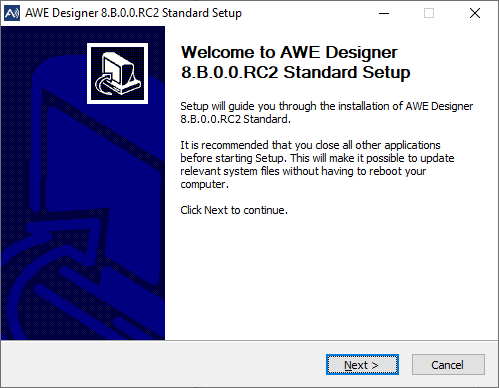 AWE Designer 8.B.0.0.RC2 Standard Setup
Welcome to AWE Designer
8.B.0.0.RC2 Standard Setup
Setup will guide you through the installation of AWE Designer
8.B.0.0.RC2 Standard.
It is recommended that you close all other applications
before starting Setup. This will make it possible to update
relevant system files without having to reboot your
computer.
Click Next to continue.
Next >
Cancel